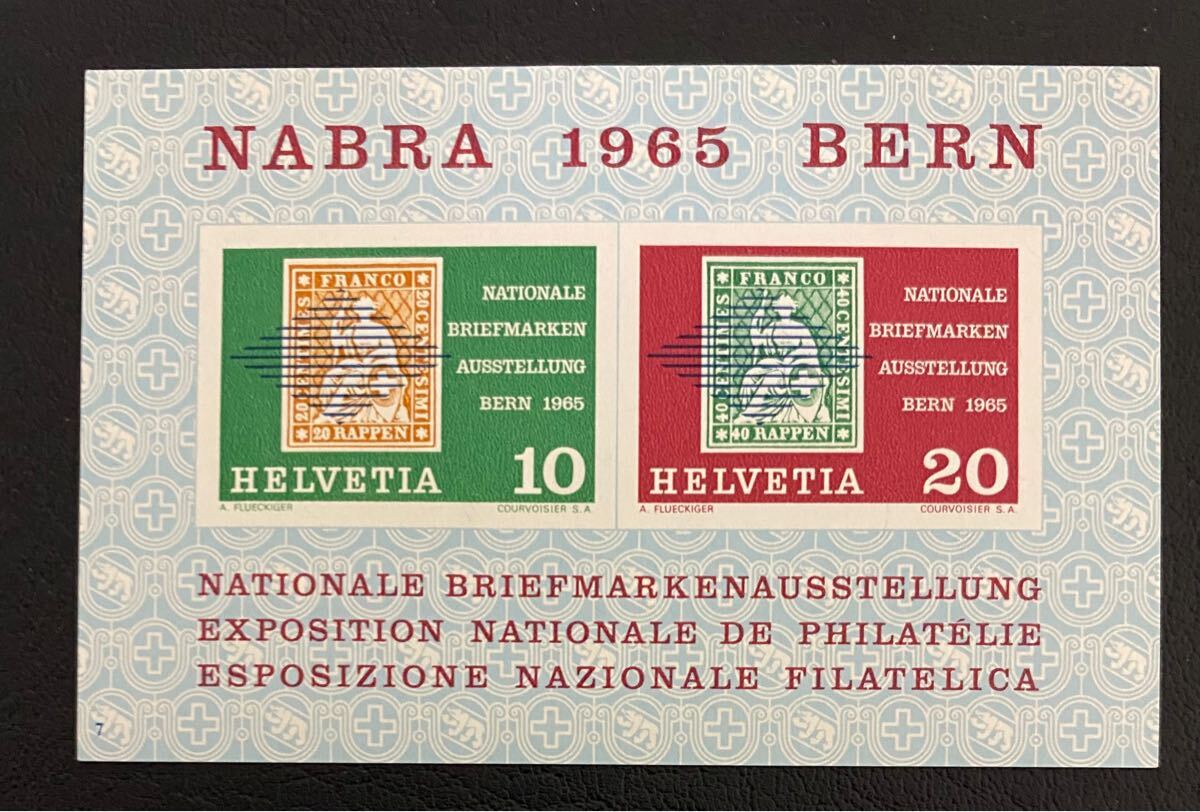 NABRA 1965 BERN
FRANCO
20 CENTIMES
20 CENTESIMI
20 RAPPEN
NATIONALE
BRIEFMARKEN
AUSSTELLUNG
BERN 1965
HELVETIA 10
A. FLUECKIGER COURVOISIER S.A.
FRANCO
40 CENTIMES
40 CENTESIMI
40 RAPPEN
NATIONALE
BRIEFMARKEN
AUSSTELLUNG
BERN 1965
HELVETIA 20
A. FLUECKIGER COURVOISIER S.A.
NATIONALE BRIEFMARKENAUSSTELLUNG
EXPOSITION NATIONALE DE PHILATÉLIE
ESPOSIZIONE NAZIONALE FILATELICA
7